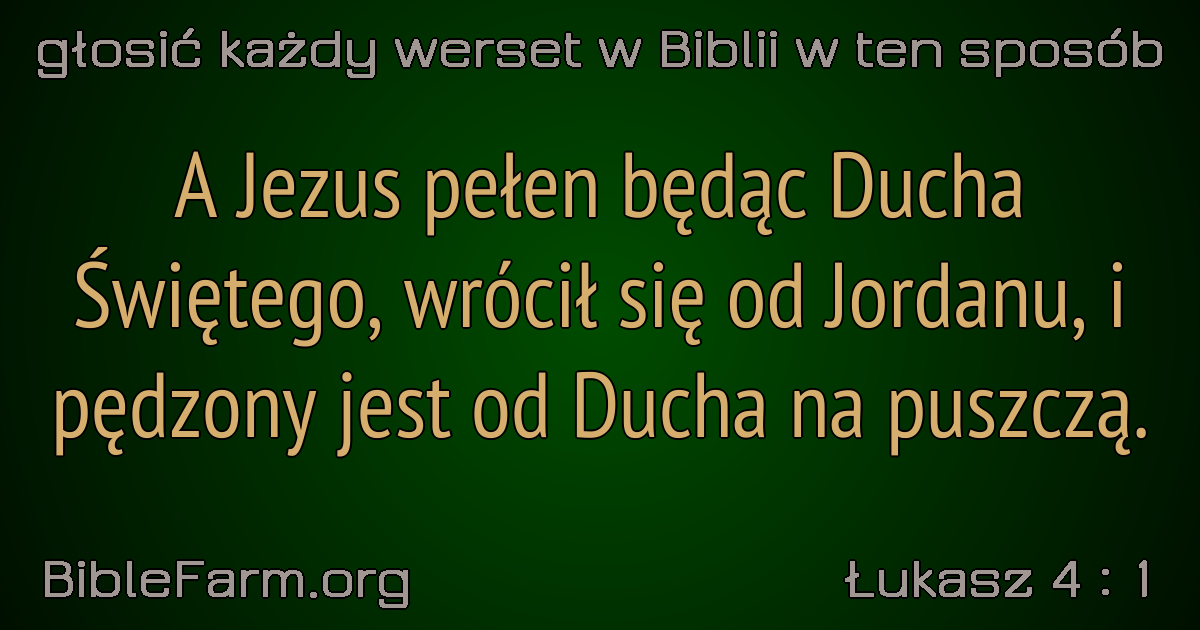 głosić każdy werset w Biblii w ten sposób
A Jezus pełen będąc Ducha
Świętego, wrócił się od Jordanu, i
pędzony jest od Ducha na puszczą.
BibleFarm.org
Łukasz 4 : 1